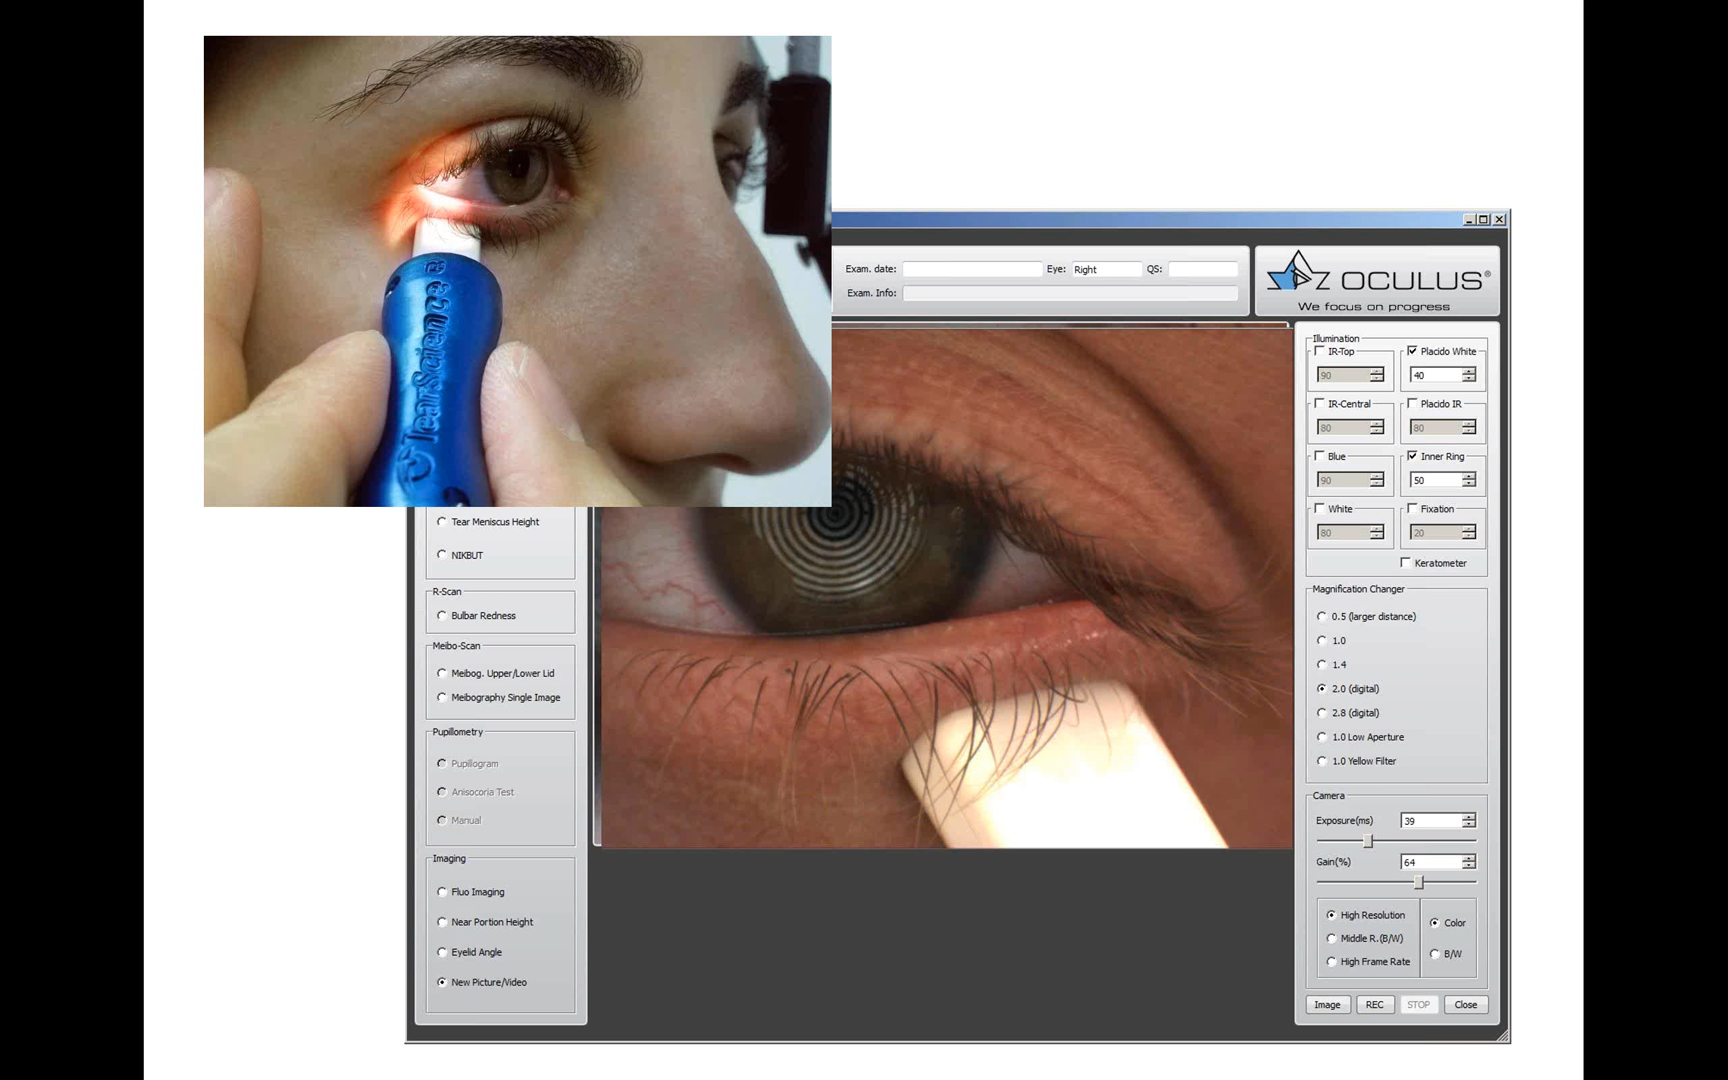 TearScience
Exam. date:
Eye: Right
QS:
Exam. Info:
OCULUS®
We focus on progress
Tear Meniscus Height
NIKBUT
R-Scan
Bulbar Redness
Meibo-Scan
Meibog. Upper/Lower Lid
Meibography Single Image
Pupillometry
Pupillogram
Anisocoria Test
Manual
Imaging
Fluo Imaging
Near Portion Height
Eyelid Angle
New Picture/Video
Illumination
IR-Top
Placido White
90
40
IR-Central
Placido IR
80
80
Blue
Inner Ring
90
50
White
Fixation
80
20
Keratometer
Magnification Changer
0.5 (larger distance)
1.0
1.4
2.0 (digital)
2.8 (digital)
1.0 Low Aperture
1.0 Yellow Filter
Camera
Exposure(ms)
39
Gain(%)
64
High Resolution
Color
Middle R.(B/W)
B/W
High Frame Rate
Image
REC
STOP
Close